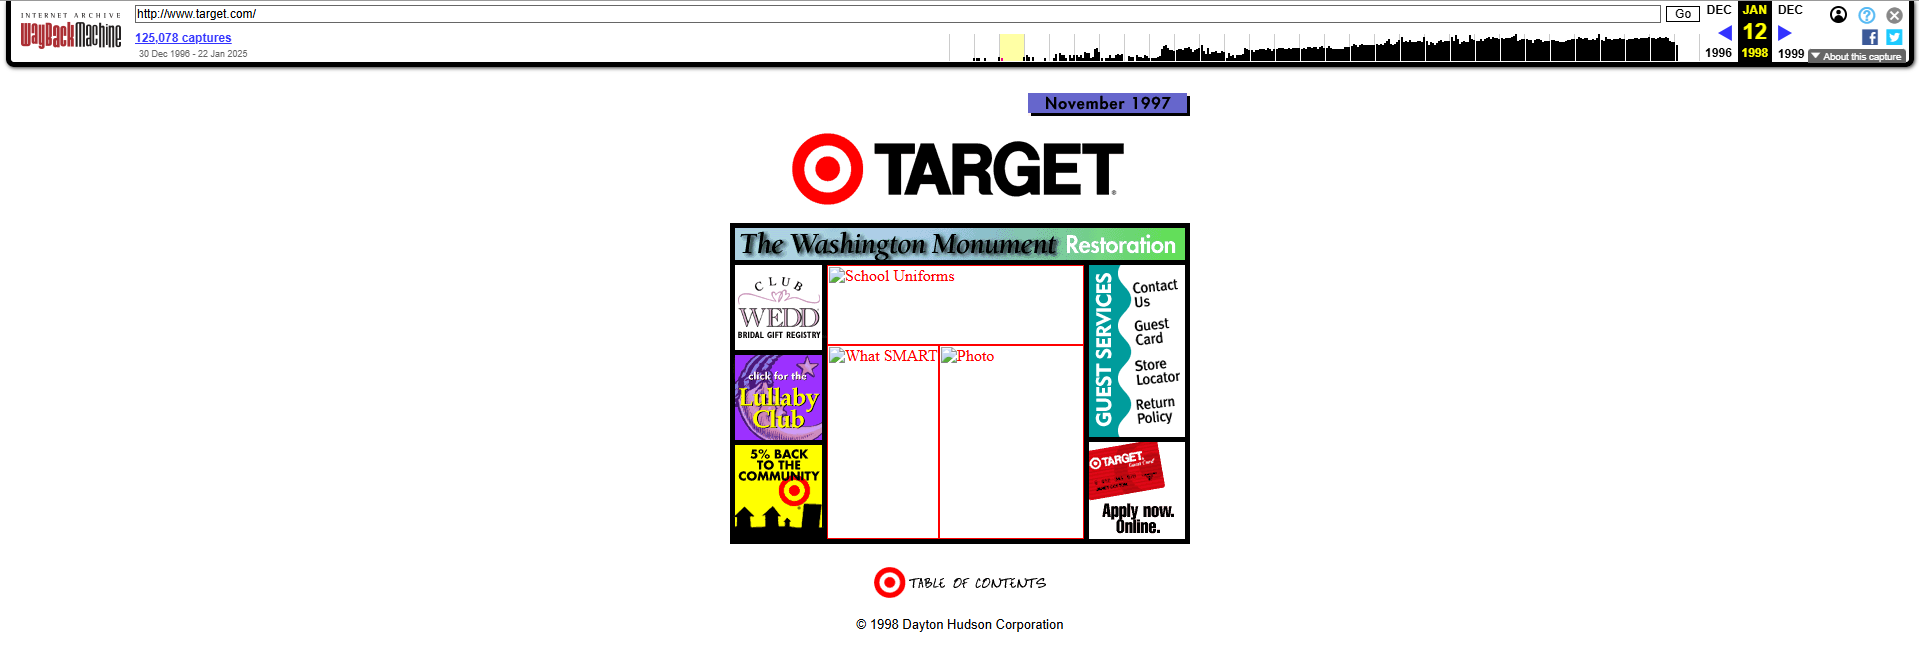 INTERNET ARCHIVE
WaybackMachine
http://www.target.com/
Go
125,078 captures
30 Dec 1996 - 22 Jan 2025
DEC JAN DEC
12
1996 1998 1999
About this capture
November 1997
TARGET
The Washington Monument Restoration
CLUB
WEDD
BRIDAL GIFT REGISTRY
click for the
Lullaby
Club
5% BACK
TO THE
COMMUNITY
School Uniforms
What SMART
Photo
GUEST SERVICES
Contact
Us
Guest
Card
Store
Locator
Return
Policy
TARGET
Apply now.
Online.
TABLE OF CONTENTS
© 1998 Dayton Hudson Corporation